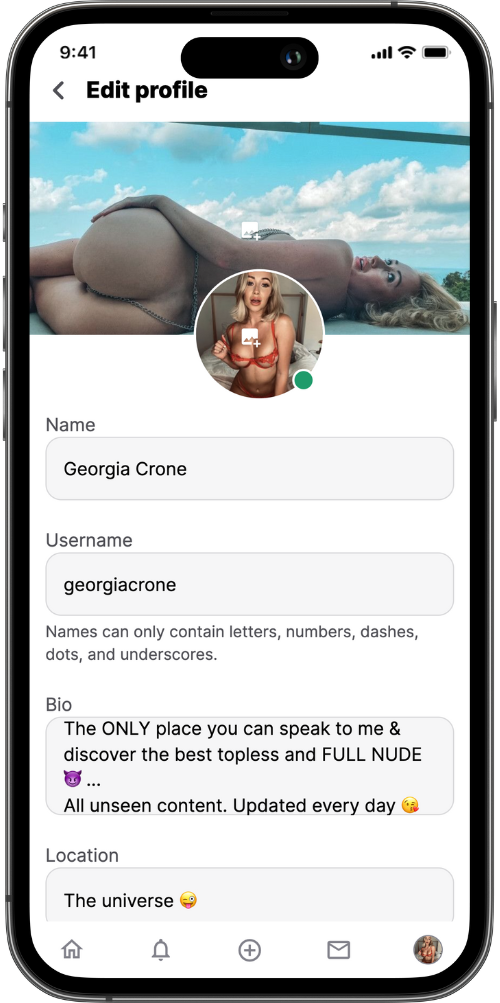 9:41
Edit profile
Name
Georgia Crone
Username
georgiacrone
Names can only contain letters, numbers, dashes,
dots, and underscores.
Bio
The ONLY place you can speak to me &
discover the best topless and FULL NUDE
😈 ...
All unseen content. Updated every day 😘
Location
The universe 😜